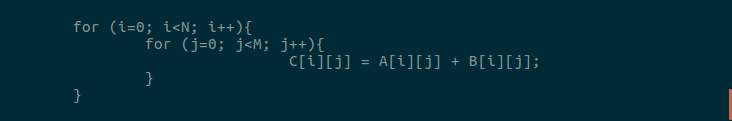 for (i=0; i<N; i++){
for (j=0; j<M; j++){
C[i][j] = A[i][j] + B[i][j];
}
}